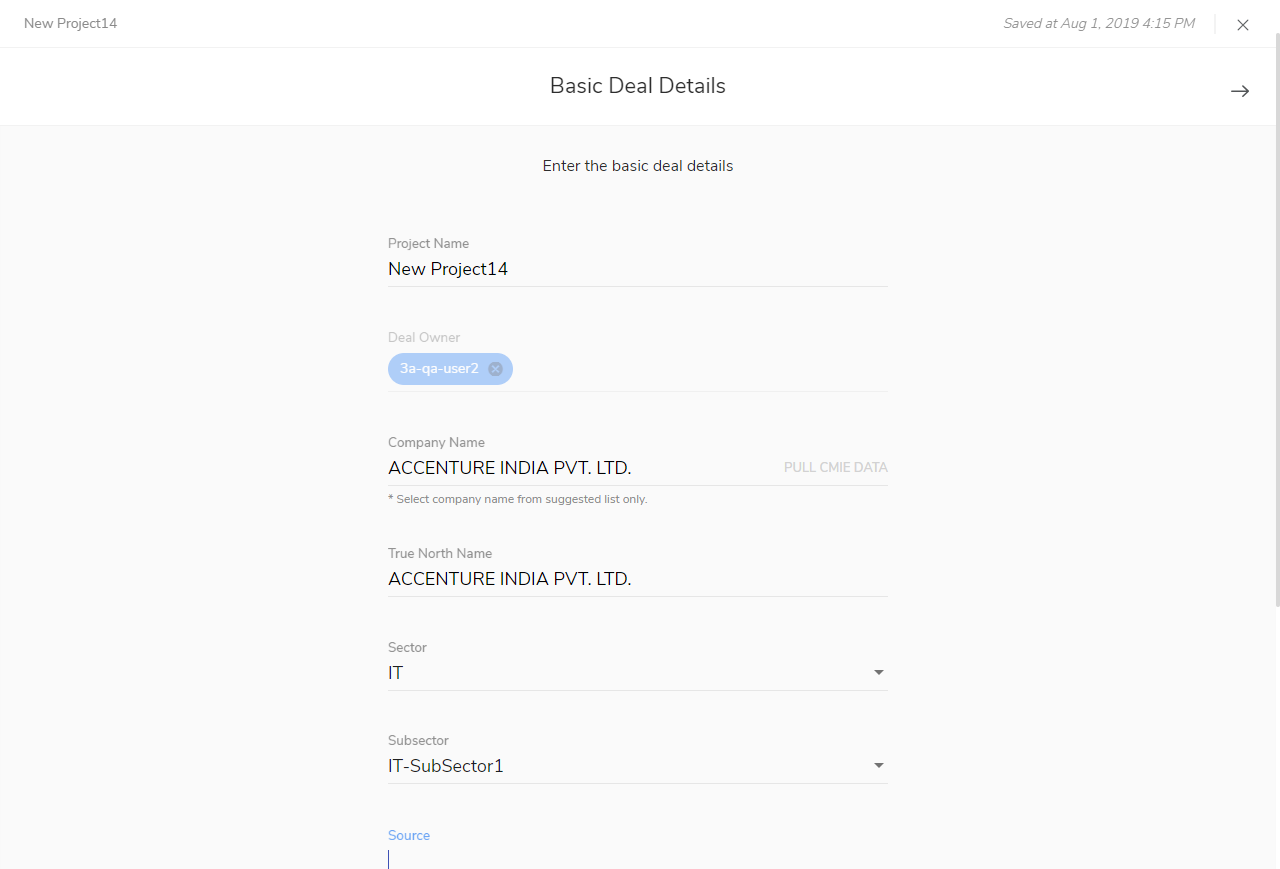 New Project14
Saved at Aug 1, 2019 4:15 PM
Basic Deal Details
Enter the basic deal details
Project Name
New Project14
Deal Owner
3a-qa-user2
Company Name
ACCENTURE INDIA PVT. LTD.
PULL CMIE DATA
* Select company name from suggested list only.
True North Name
ACCENTURE INDIA PVT. LTD.
Sector
IT
Subsector
IT-SubSector1
Source